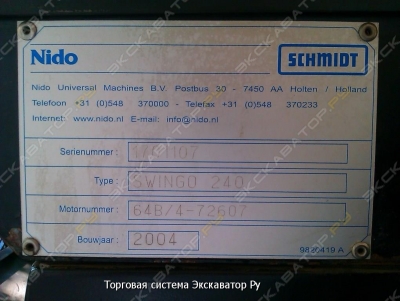 Nido SCHMIDT
Nido Universal Machines B.V. Postbus 30 - 7450 AA Holten / Holland
Telefoon +31 (0)548 370000 - Telefax +31 (0)548 370233
Internet: www.nido.nl E-mail: info@nido.nl
Serienummer:
Type: SWINGO 240
Motornummer: 64B/4-72607
Bouwjaar: 2004
9820419 A
Торговая система Экскаватор Ру